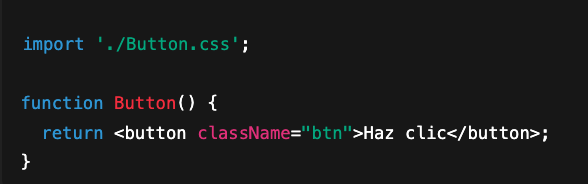 import './Button.css';
function Button() {
  return <button className="btn">Haz clic</button>;
}